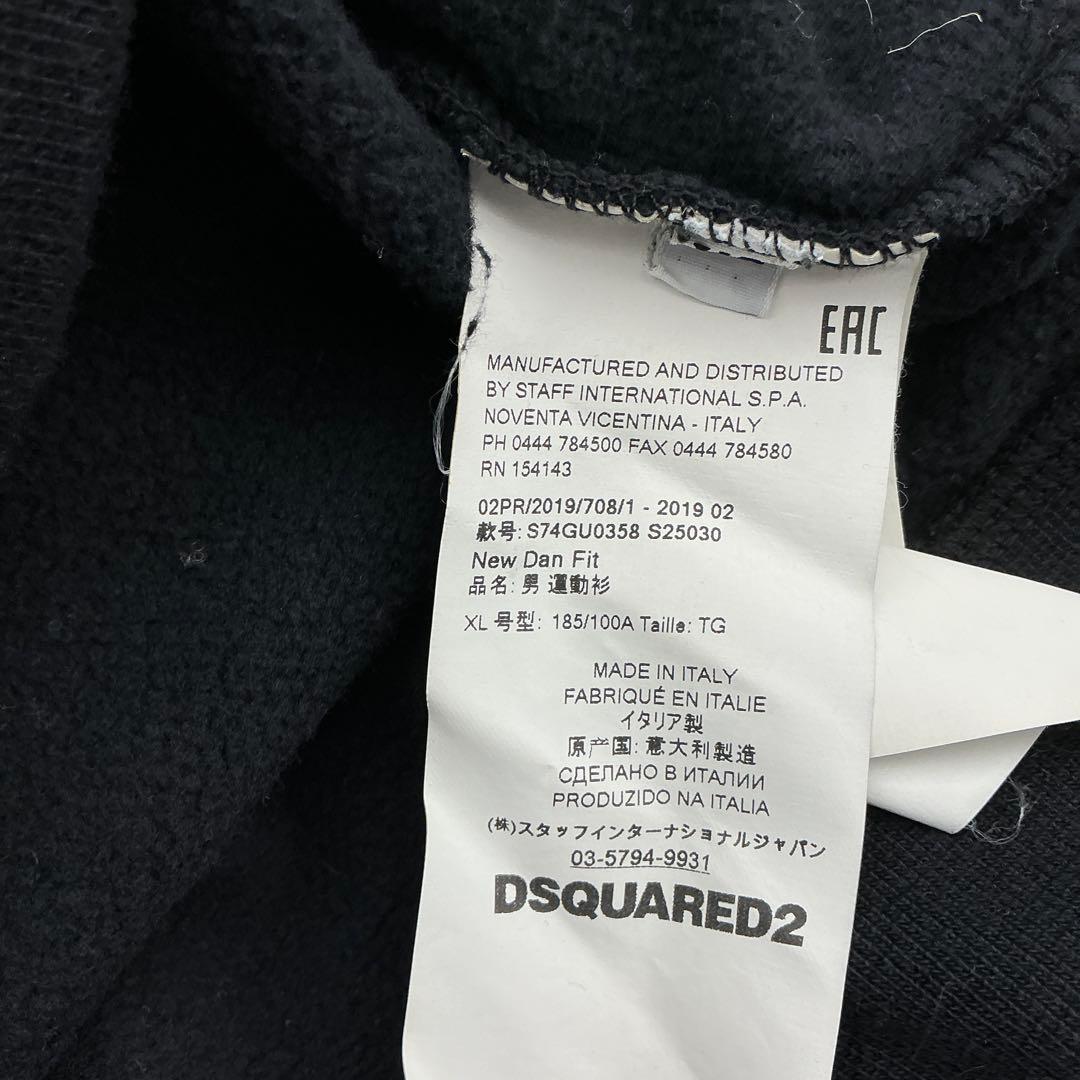 EAC
MANUFACTURED AND DISTRIBUTED
BY STAFF INTERNATIONAL S.P.A.
NOVENTA VICENTINA - ITALY
PH 0444 784500 FAX 0444 784580
RN 154143
02PR/2019/708/1 - 2019 02
款号: S74GU0358 S25030
New Dan Fit
品名: 男 運動衫
XL 号型: 185/100A Taille: TG
MADE IN ITALY
FABRIQUÉ EN ITALIE
イタリア製
原产国: 意大利製造
СДЕЛАНО В ИТАЛИИ
PRODUZIDO NA ITALIA
(株)スタッフインターナショナルジャパン
03-5794-9931
DSQUARED2